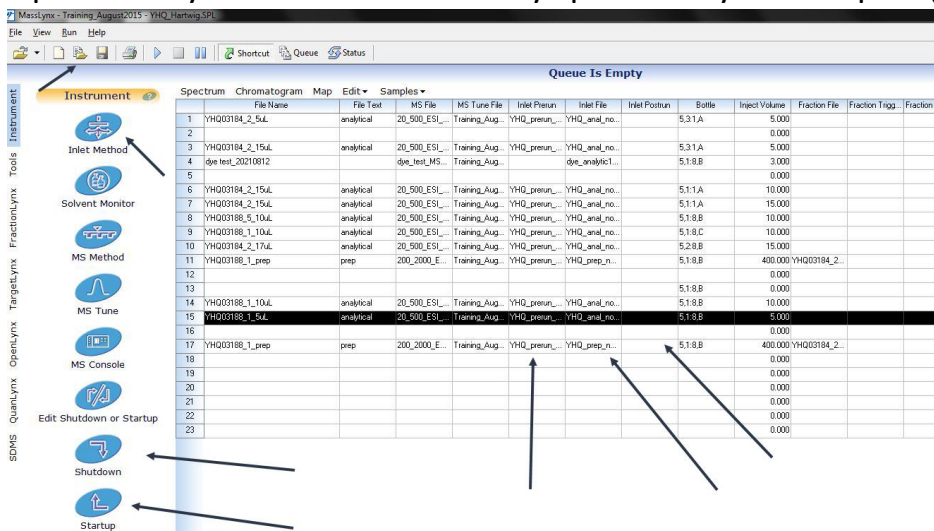 MassLynx - Training_August2015 - YHQ_Hartwig.SPL
File View Run Help
Shortcut Queue Status
Queue Is Empty
Instrument
Spectrum Chromatogram Map Edit Samples
File Name File Text MS File MS Tune File Inlet Prerun Inlet File Inlet Postrun Bottle Inject Volume Fraction File Fraction Trigg... Fraction
1 YHQ03184_2_5uL analytical 20_500_ESI_... Training_Aug... YHQ_prerun_... YHQ_anal_no... 5,3:1,A 5.000
2 0.000
3 YHQ03184_2_15uL analytical 20_500_ESI_... Training_Aug... YHQ_prerun_... YHQ_anal_no... 5,3:1,A 5.000
4 dye test_20210812 dye_test_MS... Training_Aug... dye_analytic1... 5,1:8,B 3.000
5 0.000
6 YHQ03184_2_15uL analytical 20_500_ESI_... Training_Aug... YHQ_prerun_... YHQ_anal_no... 5,1:1,A 10.000
7 YHQ03184_2_15uL analytical 20_500_ESI_... Training_Aug... YHQ_prerun_... YHQ_anal_no... 5,1:1,A 15.000
8 YHQ03188_5_10uL analytical 20_500_ESI_... Training_Aug... YHQ_prerun_... YHQ_anal_no... 5,1:8,B 10.000
9 YHQ03188_1_10uL analytical 20_500_ESI_... Training_Aug... YHQ_prerun_... YHQ_anal_no... 5,1:8,C 10.000
10 YHQ03184_2_17uL analytical 20_500_ESI_... Training_Aug... YHQ_prerun_... YHQ_anal_no... 5,2:8,B 15.000
11 YHQ03188_1_prep prep 200_2000_E... Training_Aug... YHQ_prerun_... YHQ_prep_n... 5,1:8,B 400.000 YHQ03184_2...
12 0.000
13 5,1:8,B 0.000
14 YHQ03188_1_10uL analytical 20_500_ESI_... Training_Aug... YHQ_prerun_... YHQ_anal_no... 5,1:8,B 10.000
15 YHQ03188_1_5uL analytical 20_500_ESI_... Training_Aug... YHQ_prerun_... YHQ_anal_no... 5,1:8,B 5.000
16 0.000
17 YHQ03188_1_prep prep 200_2000_E... Training_Aug... YHQ_prerun_... YHQ_prep_n... 5,1:8,B 400.000 YHQ03184_2...
18 0.000
19 0.000
20 0.000
21 0.000
22 0.000
23 0.000
Inlet Method
Solvent Monitor
MS Method
MS Tune
MS Console
Edit Shutdown or Startup
Shutdown
Startup
Instrument
Tools
FractionLynx
TargetLynx
OpenLynx
QuanLynx
SDMS